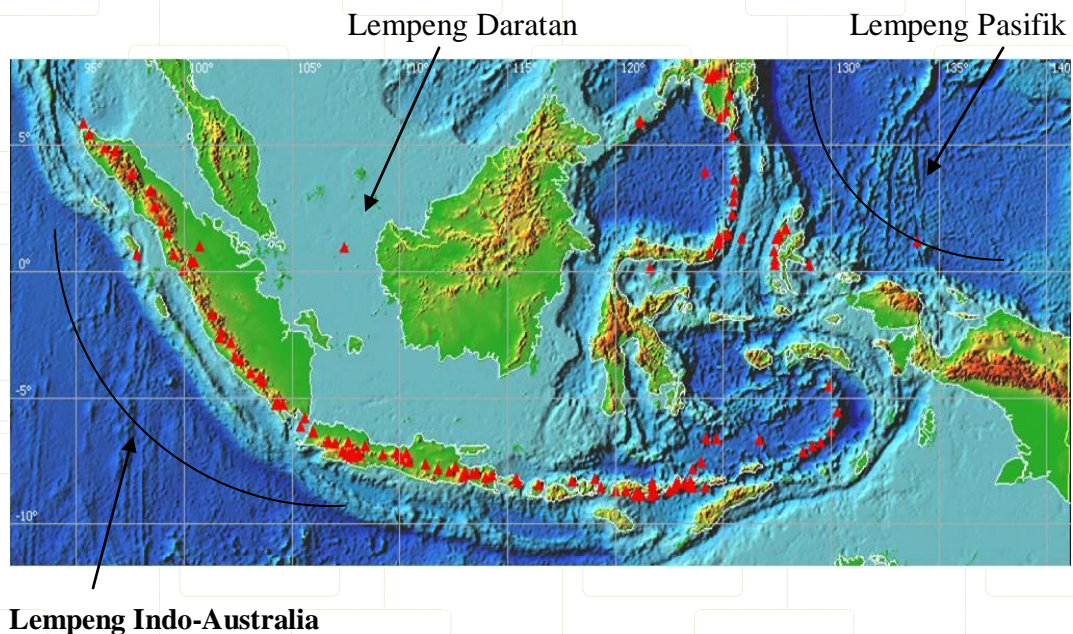 Lempeng Daratan
Lempeng Pasifik
95° 100° 105° 110° 115° 120° 125° 130° 135° 140
5°
0°
-5°
-10°
Lempeng Indo-Australia